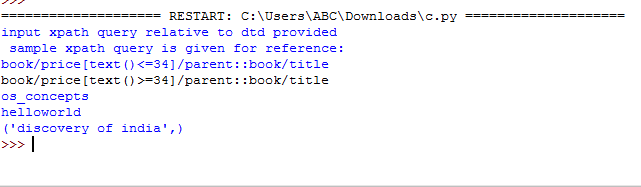 >>>
==================== RESTART: C:\Users\ABC\Downloads\c.py ====================
input xpath query relative to dtd provided
 sample xpath query is given for reference:
book/price[text()<=34]/parent::book/title
book/price[text()>=34]/parent::book/title
os_concepts
helloworld
('discovery of india',)
>>>